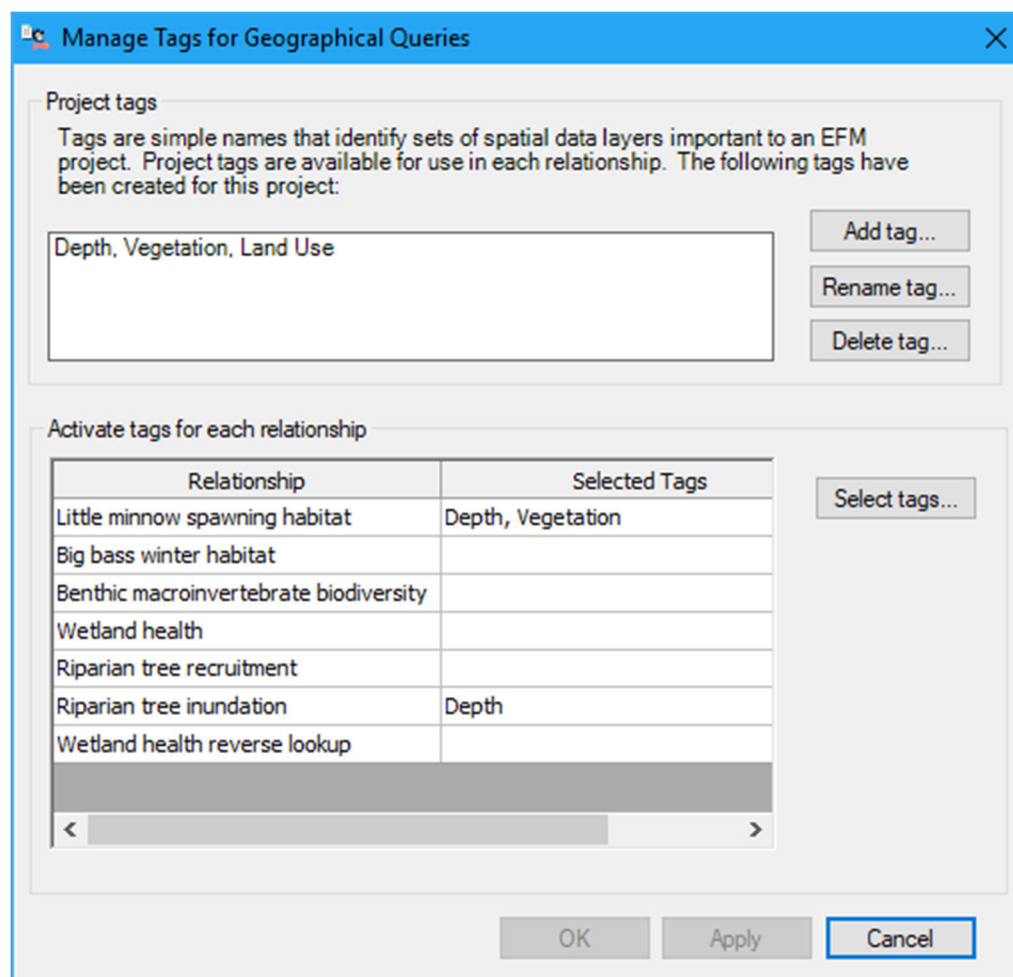 Manage Tags for Geographical Queries
Project tags
Tags are simple names that identify sets of spatial data layers important to an EFM
project. Project tags are available for use in each relationship. The following tags have
been created for this project:
Depth, Vegetation, Land Use
Add tag...
Rename tag...
Delete tag...
Activate tags for each relationship
Relationship Selected Tags
Select tags...
Little minnow spawning habitat Depth, Vegetation
Big bass winter habitat
Benthic macroinvertebrate biodiversity
Wetland health
Riparian tree recruitment
Riparian tree inundation Depth
Wetland health reverse lookup
OK Apply Cancel